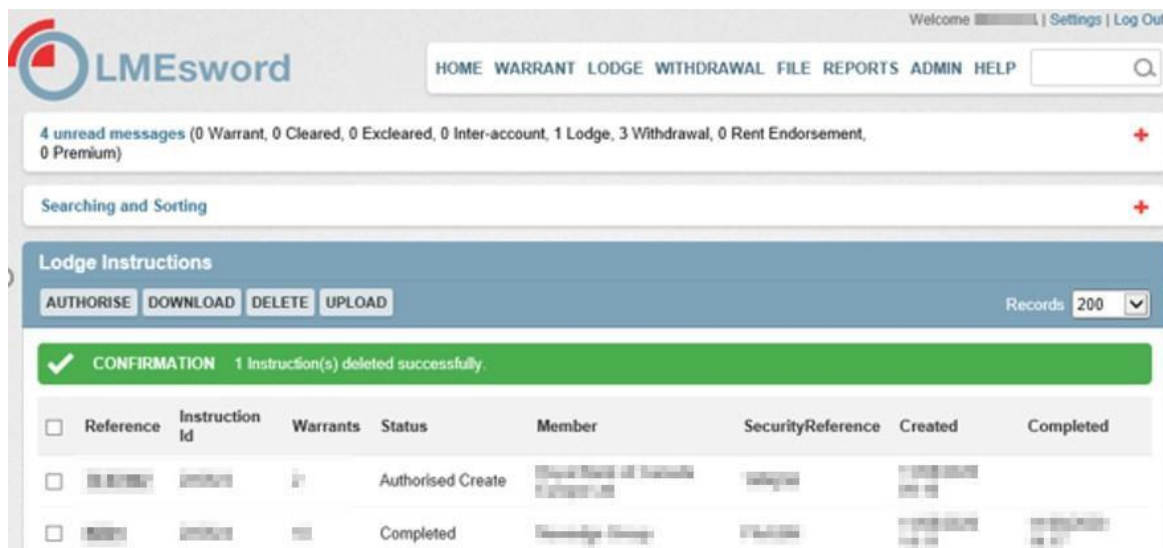 Welcome | Settings | Log Out
LMEsword
HOME WARRANT LODGE WITHDRAWAL FILE REPORTS ADMIN HELP
4 unread messages (0 Warrant, 0 Cleared, 0 Excleared, 0 Inter-account, 1 Lodge, 3 Withdrawal, 0 Rent Endorsement,
0 Premium)
Searching and Sorting
Lodge Instructions
AUTHORISE DOWNLOAD DELETE UPLOAD Records 200
CONFIRMATION 1 Instruction(s) deleted successfully.
Reference Instruction Id Warrants Status Member SecurityReference Created Completed
Authorised Create
Completed